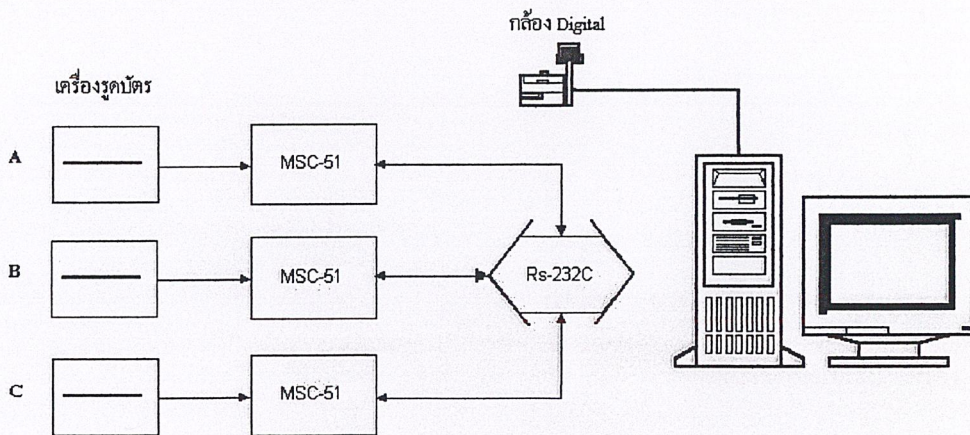 กล้อง Digital
เครื่องรูดบัตร
A
MSC-51
B
MSC-51
Rs-232C
C
MSC-51